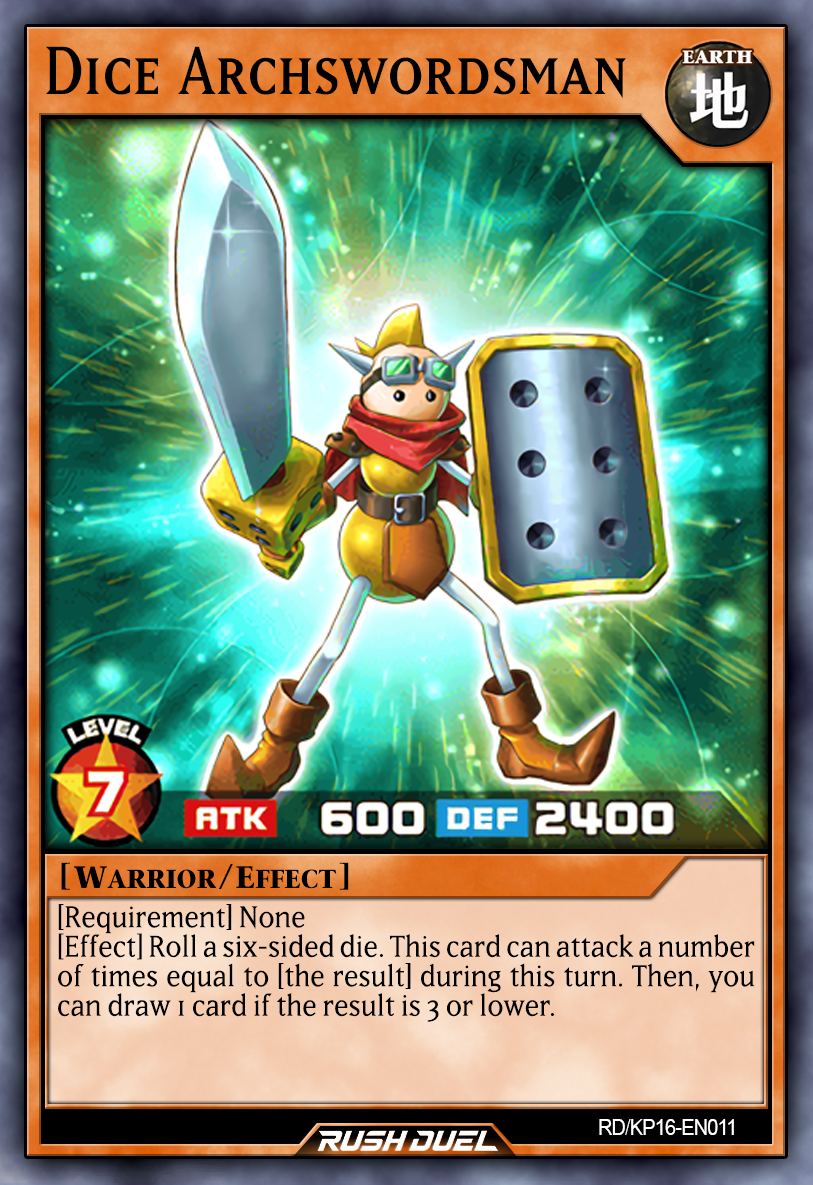 Dice Archswordsman
EARTH
地
LEVEL
7
ATK 600 DEF 2400
[Warrior/Effect]
[Requirement] None
[Effect] Roll a six-sided die. This card can attack a number
of times equal to [the result] during this turn. Then, you
can draw 1 card if the result is 3 or lower.
RD/KP16-EN011
RUSH DUEL